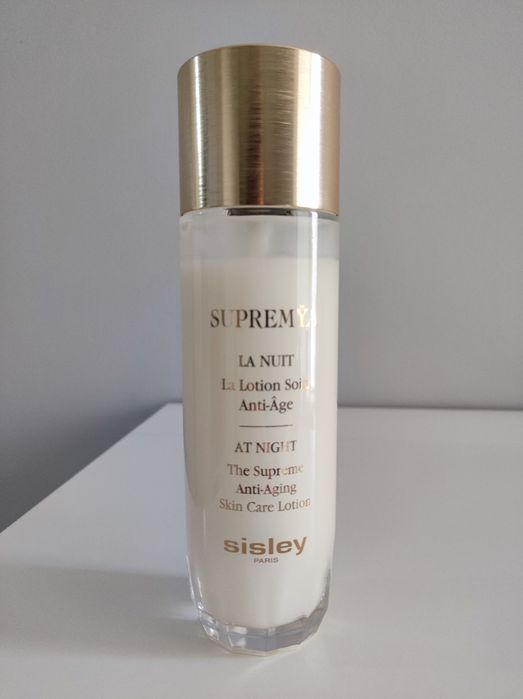 SUPREMŸA
LA NUIT
La Lotion Soin
Anti-Âge
AT NIGHT
The Supreme
Anti-Aging
Skin Care Lotion
sisley
PARIS